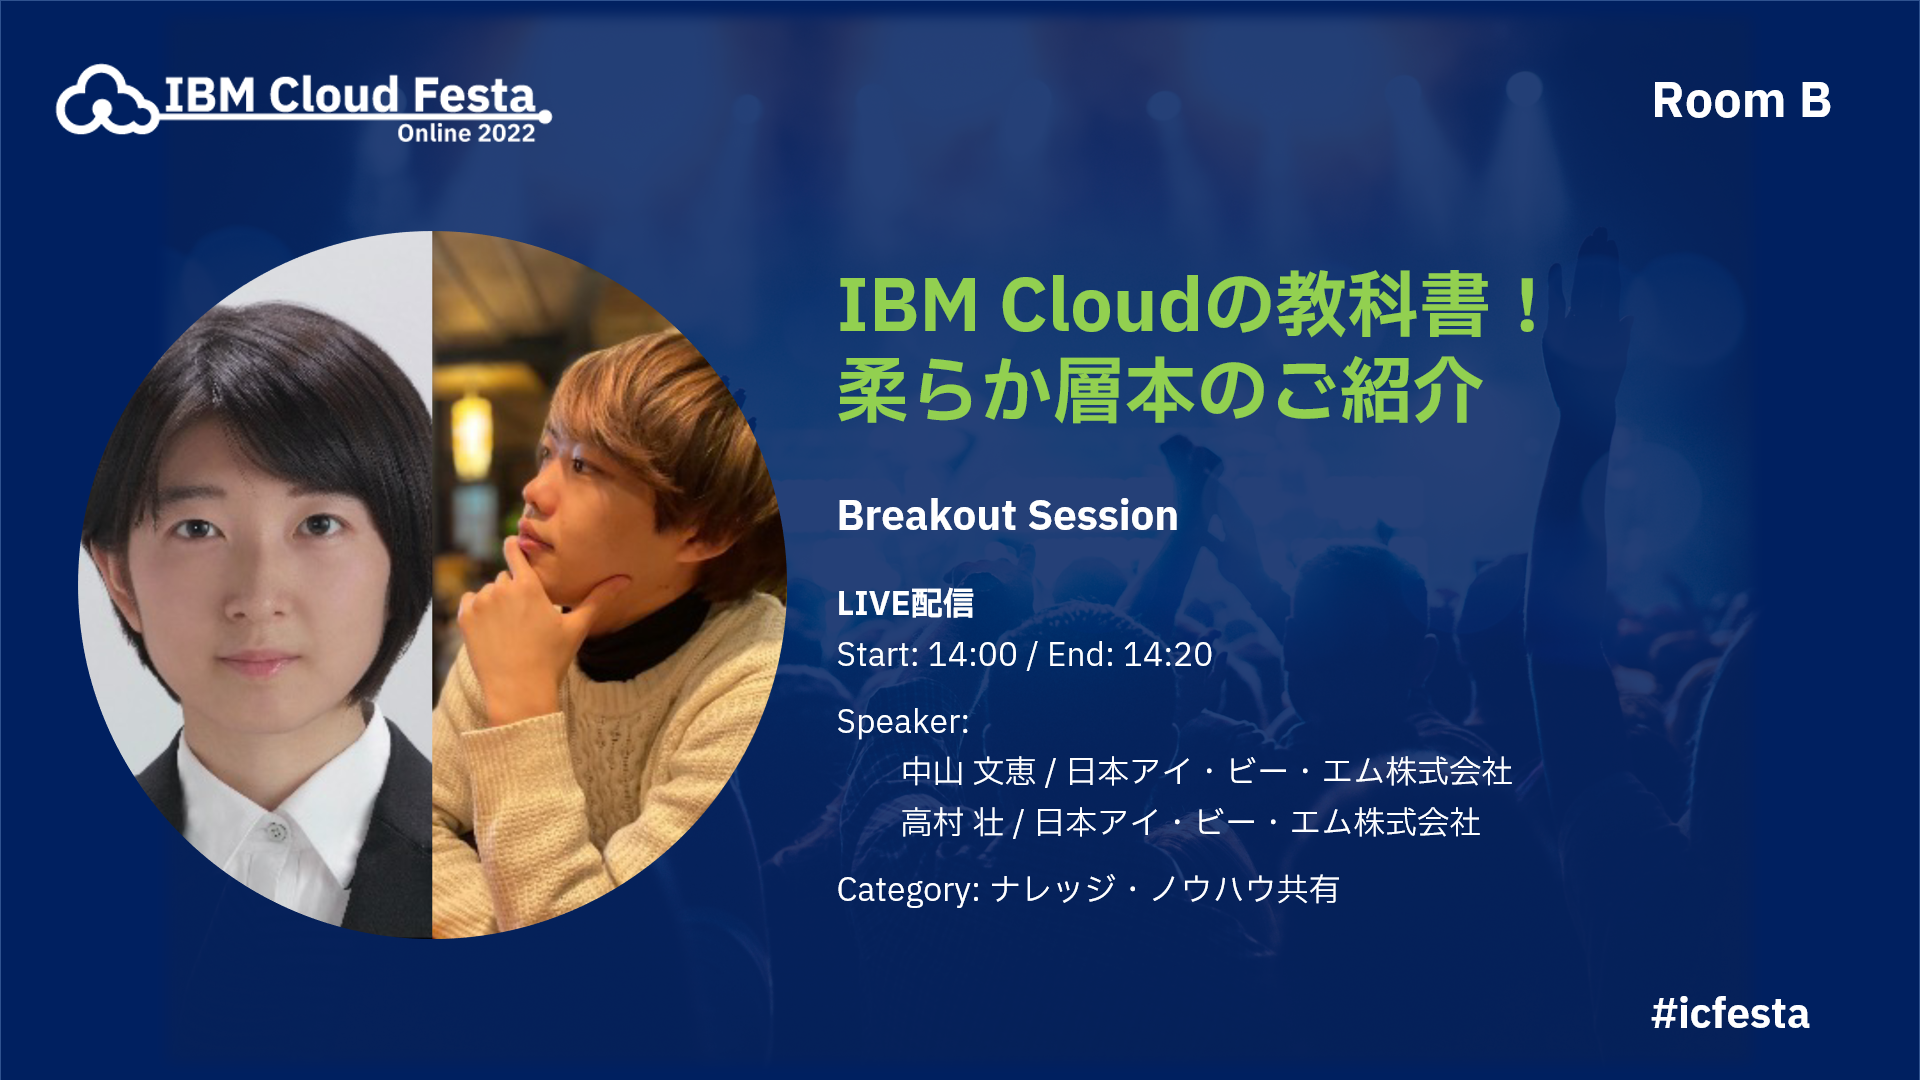 IBM Cloud Festa
Online 2022
Room B
IBM Cloudの教科書！
柔らか層本のご紹介
Breakout Session
LIVE配信
Start: 14:00 / End: 14:20
Speaker:
中山 文恵 / 日本アイ・ビー・エム株式会社
高村 壮 / 日本アイ・ビー・エム株式会社
Category: ナレッジ・ノウハウ共有
#icfesta